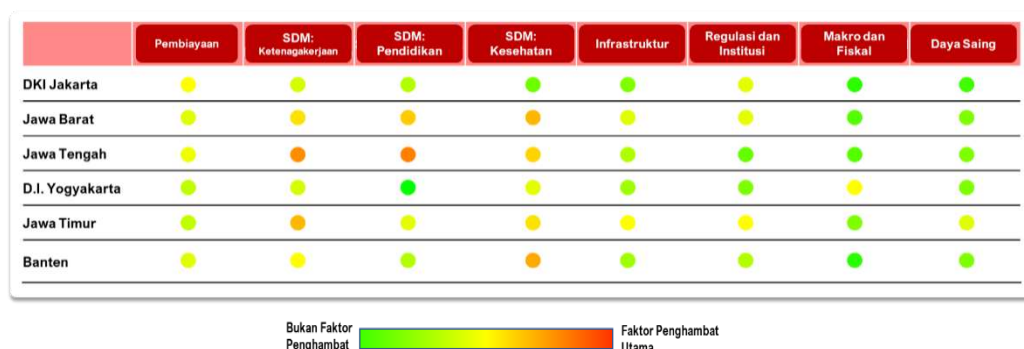 Pembiayaan
SDM:
Ketenagakerjaan
SDM:
Pendidikan
SDM:
Kesehatan
Infrastruktur
Regulasi dan
Institusi
Makro dan
Fiskal
Daya Saing
DKI Jakarta
Jawa Barat
Jawa Tengah
D.I. Yogyakarta
Jawa Timur
Banten
Bukan Faktor
Penghambat
Faktor Penghambat
Utama